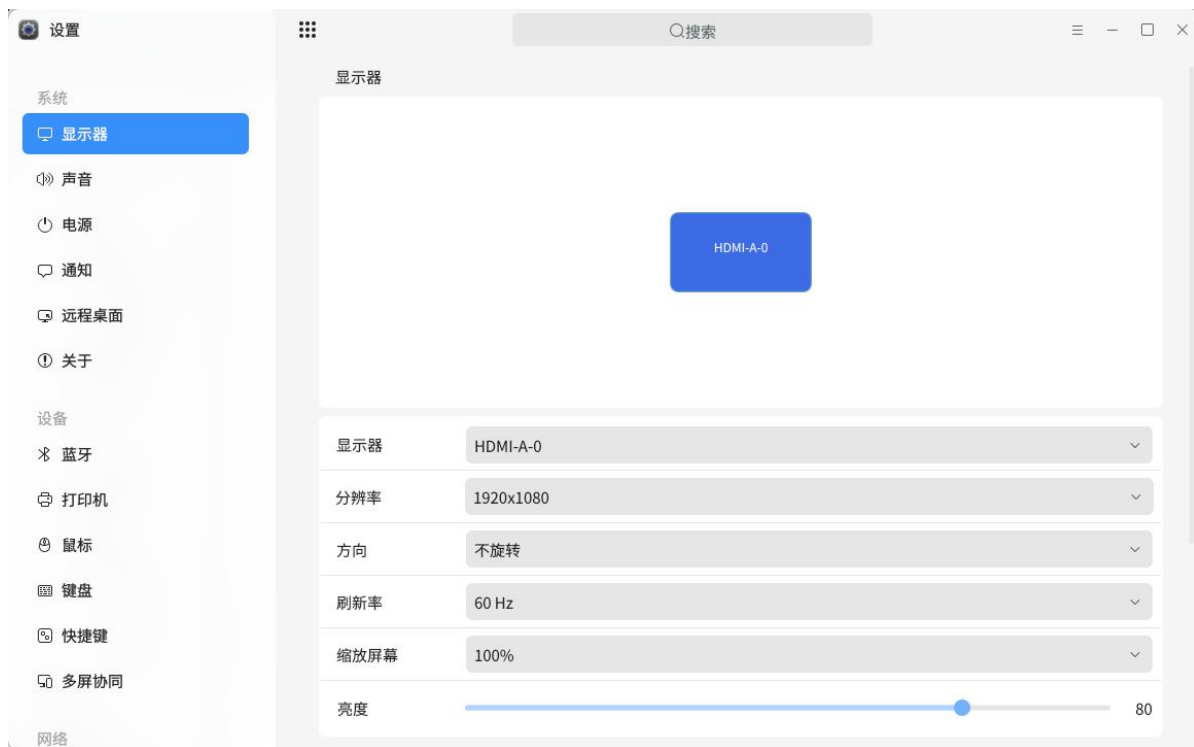 设置
搜索
系统
显示器
声音
电源
通知
远程桌面
关于
设备
蓝牙
打印机
鼠标
键盘
快捷键
多屏协同
网络
显示器
HDMI-A-0
显示器 HDMI-A-0
分辨率 1920x1080
方向 不旋转
刷新率 60 Hz
缩放屏幕 100%
亮度 80